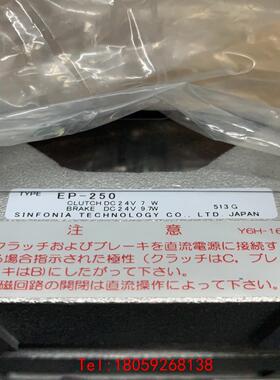 TYPE EP-250
CLUTCH DC24V 7 W
BRAKE DC24V 9.7W 513G
SINFONIA TECHNOLOGY CO., LTD. JAPAN
注 意 Y6H-16
クラッチおよびブレーキを直流電源に接続す
る場合指示された極性(クラッチはC、ブレ
ーキはB)にしたがって下さい。
磁回路の開閉は直流操作によって下さい。
Tel:18059268138